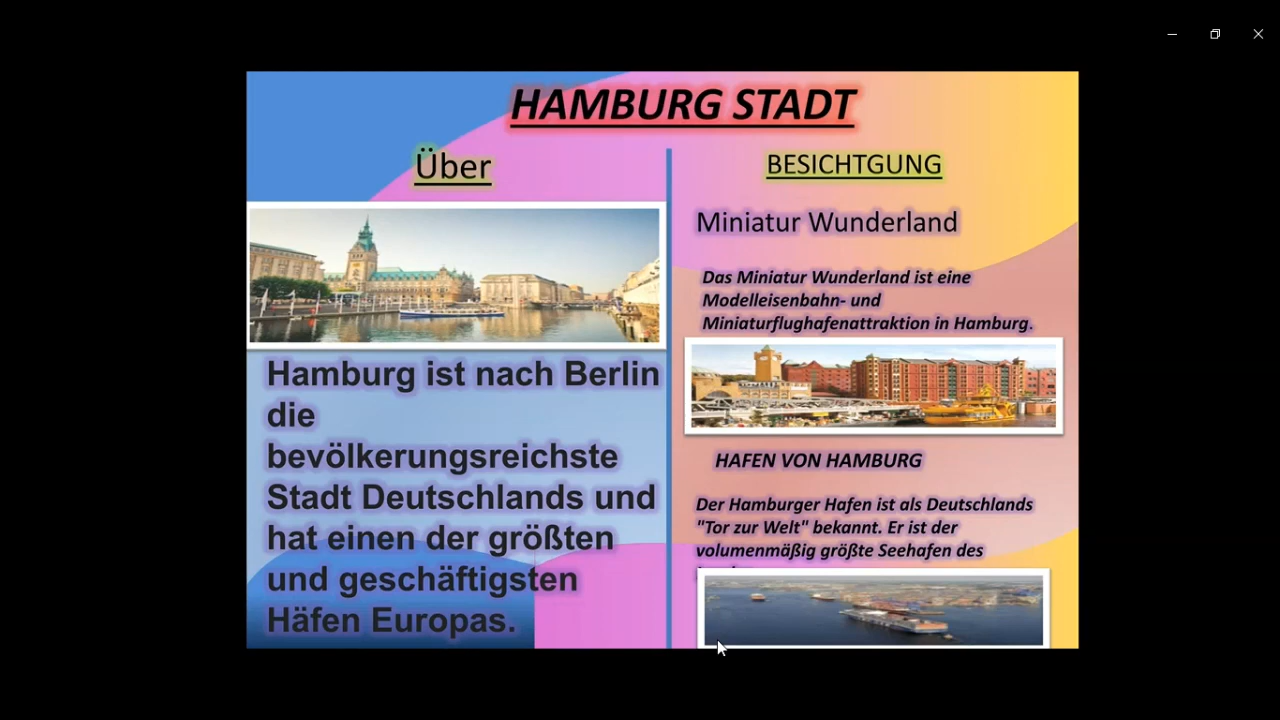 HAMBURG STADT
Über
Hamburg ist nach Berlin
die
bevölkerungsreichste
Stadt Deutschlands und
hat einen der größten
und geschäftigsten
Häfen Europas.
BESICHTGUNG
Miniatur Wunderland
Das Miniatur Wunderland ist eine
Modelleisenbahn- und
Miniaturflughafenattraktion in Hamburg.
HAFEN VON HAMBURG
Der Hamburger Hafen ist als Deutschlands
"Tor zur Welt" bekannt. Er ist der
volumenmäßig größte Seehafen des